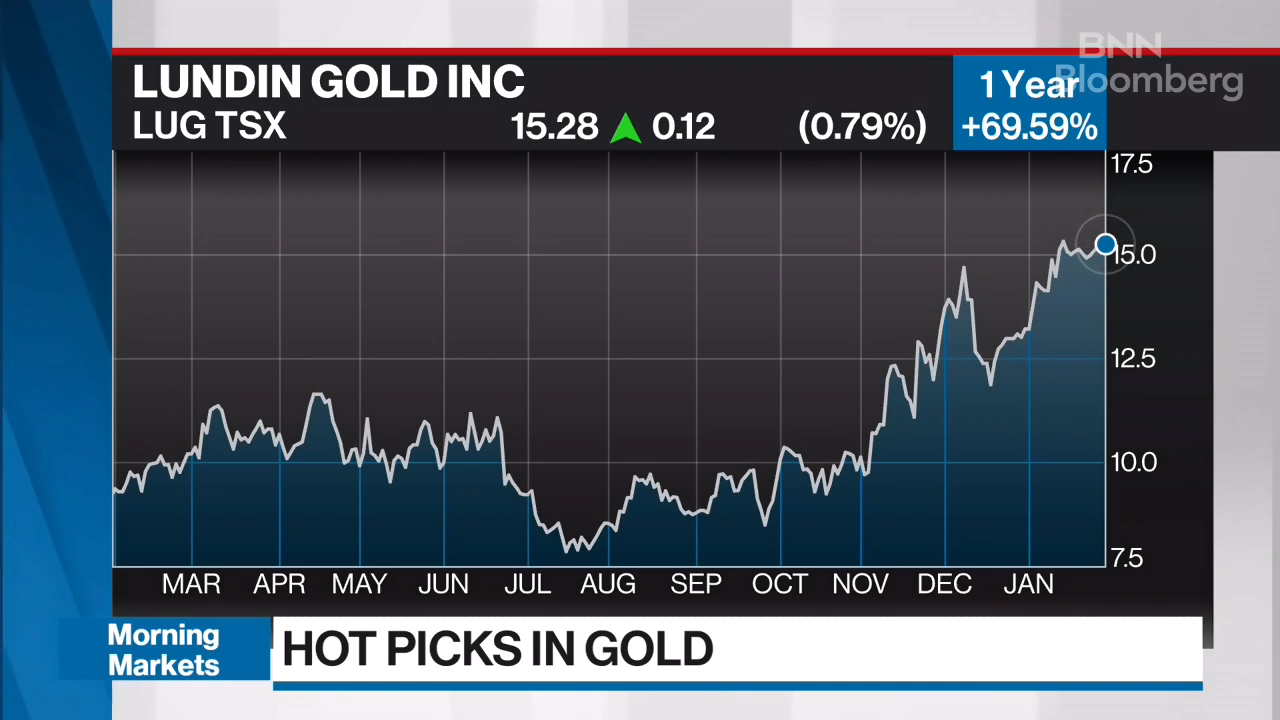 BNN
Bloomberg
LUNDIN GOLD INC
LUG TSX 15.28 0.12 (0.79%)
1 Year
+69.59%
17.5
15.0
12.5
10.0
7.5
MAR APR MAY JUN JUL AUG SEP OCT NOV DEC JAN
Morning
Markets
HOT PICKS IN GOLD